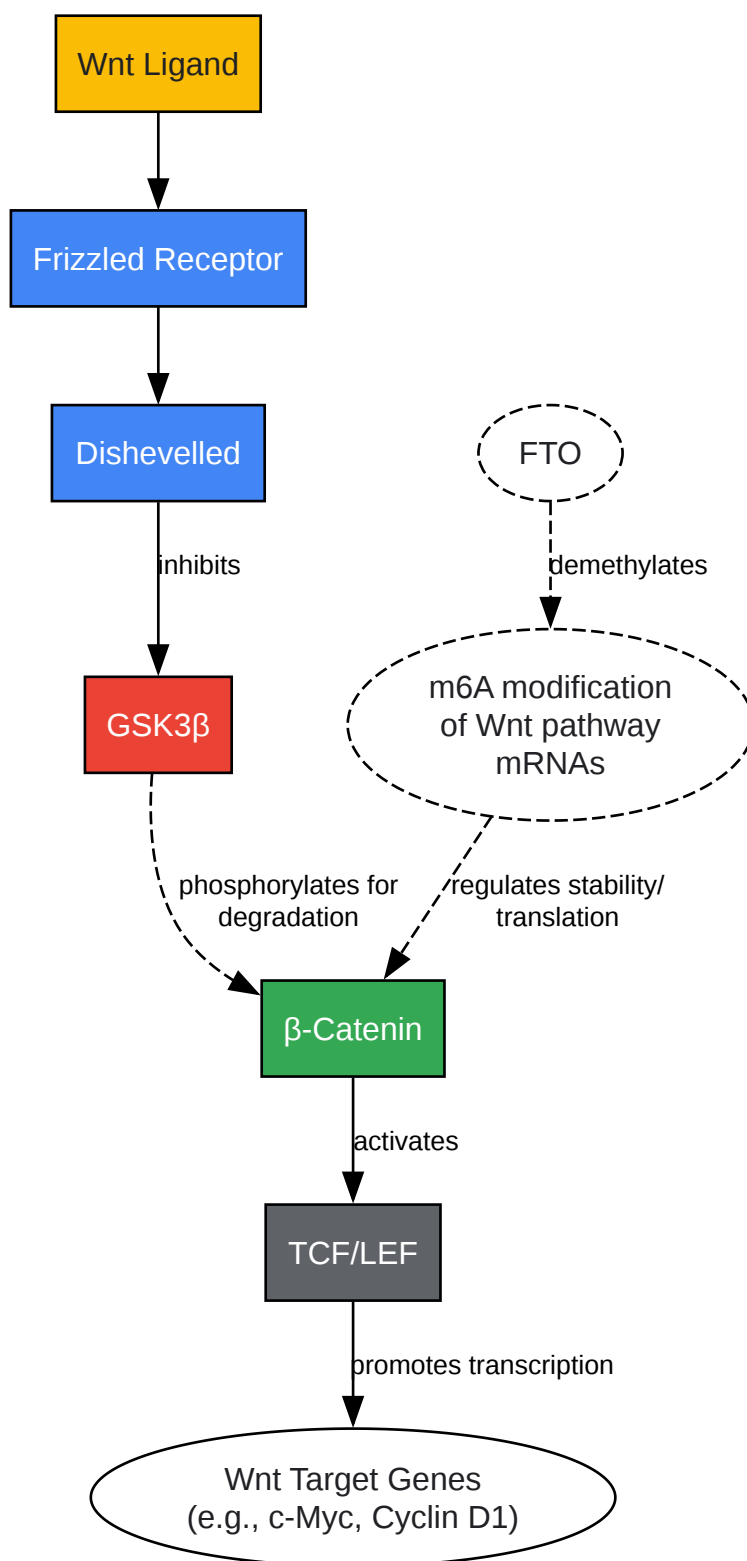 Wnt Ligand
Frizzled Receptor
Dishevelled
FTO
inhibits
demethylates
GSK3β
m6A modification
of Wnt pathway
mRNAs
phosphorylates for
degradation
regulates stability/
translation
β-Catenin
activates
TCF/LEF
promotes transcription
Wnt Target Genes
(e.g., c-Myc, Cyclin D1)